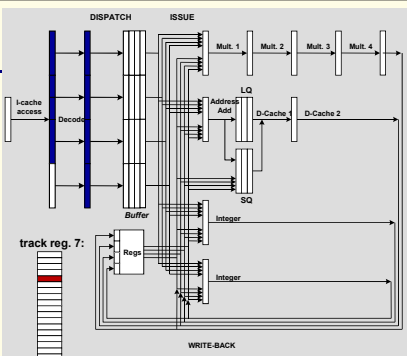 DISPATCH ISSUE
Mult. 1 Mult. 2 Mult. 3 Mult. 4
I-cache
access
Decode
Address
Add
LQ
D-Cache 1 D-Cache 2
SQ
Buffer
Integer
track reg. 7:
Regs
Integer
WRITE-BACK